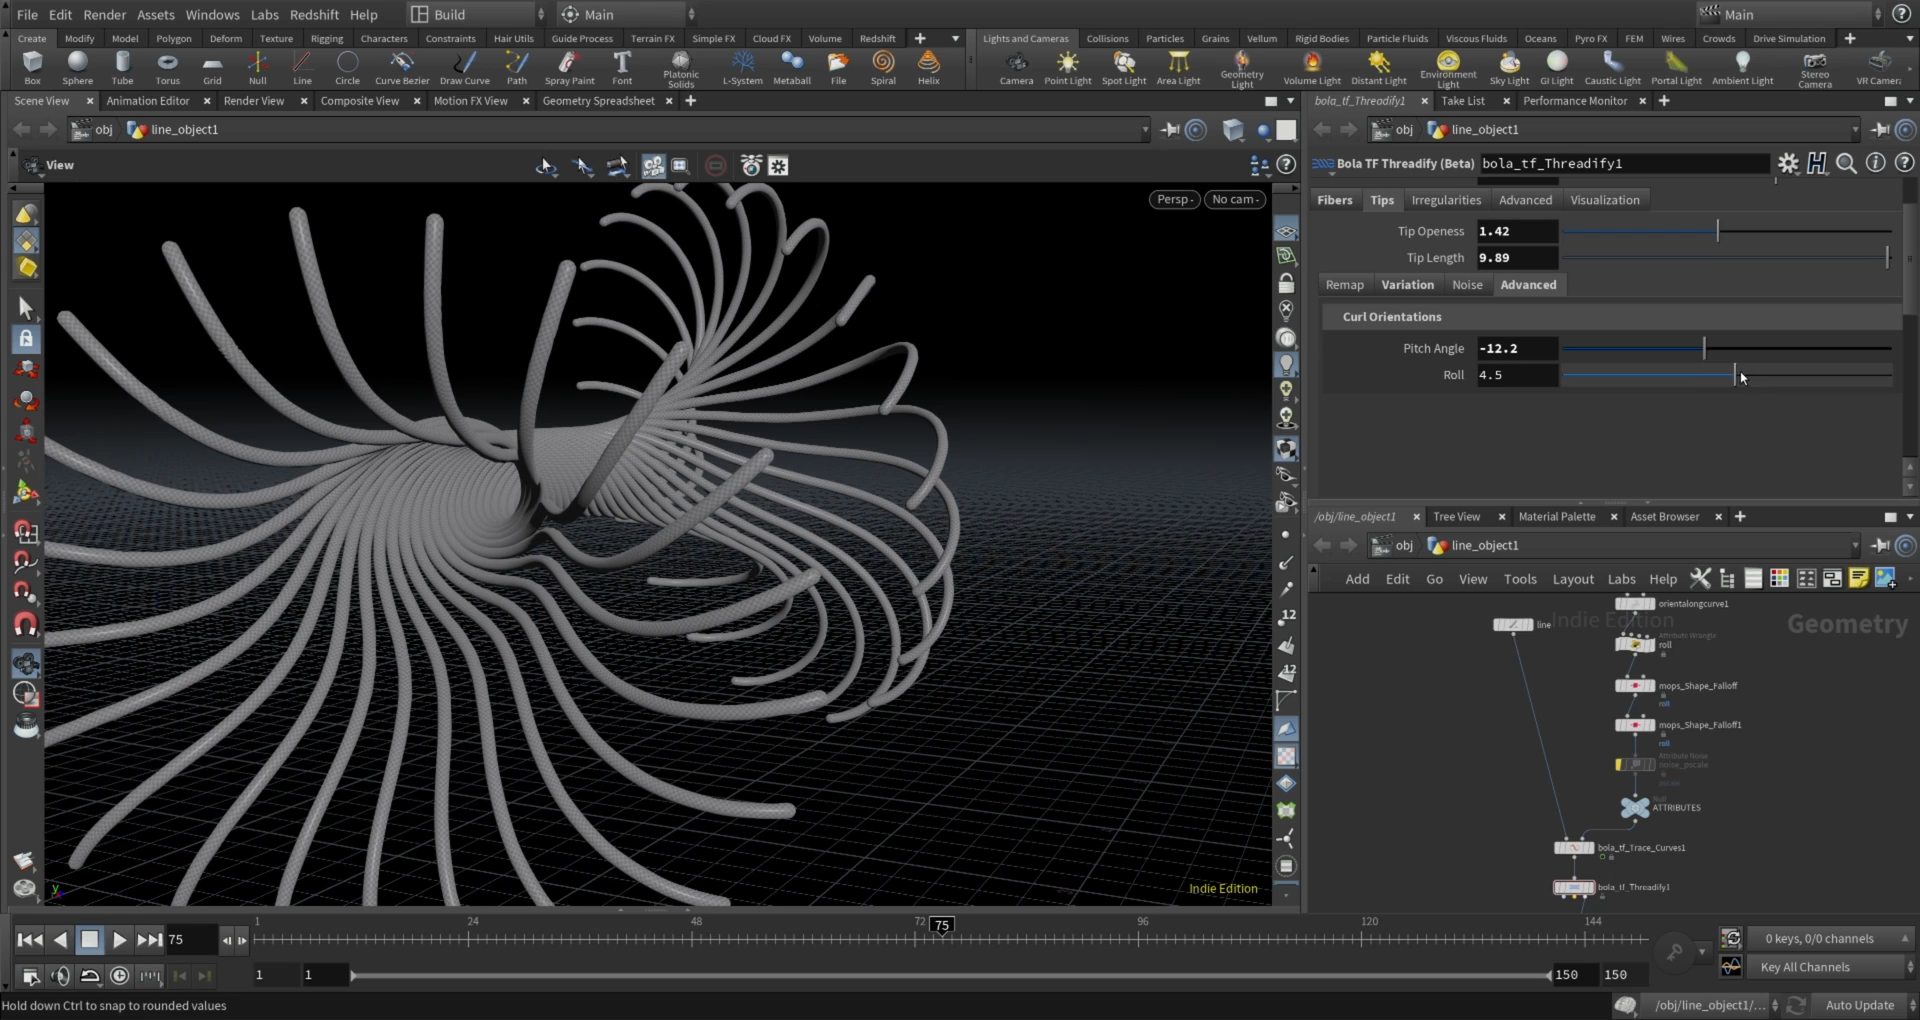 File Edit Render Assets Windows Labs Redshift Help Build Main Main
Create Modify Model Polygon Deform Texture Rigging Characters Constraints Hair Utils Guide Process Terrain FX Simple FX Cloud FX Volume Redshift
Lights and Cameras Collisions Particles Grains Vellum Rigid Bodies Particle Fluids Viscous Fluids Oceans Pyro FX FEM Wires Crowds Drive Simulation
Box Sphere Tube Torus Grid Null Line Circle Curve Bezier Draw Curve Path Spray Paint Font Platonic Solids L-System Metaball File Spiral Helix
Camera Point Light Spot Light Area Light Geometry Light Volume Light Distant Light Environment Light Sky Light GI Light Caustic Light Portal Light Ambient Light Stereo Camera VR Camera
Scene View Animation Editor Render View Composite View Motion FX View Geometry Spreadsheet
bola_tf_Threadify1 Take List Performance Monitor
obj line_object1
obj line_object1
View
Bola TF Threadify (Beta) bola_tf_Threadify1
Persp No cam
Fibers Tips Irregularities Advanced Visualization
Tip Openess 1.42
Tip Length 9.89
Remap Variation Noise Advanced
Curl Orientations
Pitch Angle -12.2
Roll 4.5
/obj/line_object1 Tree View Material Palette Asset Browser
obj line_object1
Add Edit Go View Tools Layout Labs Help
Indie Edition
Geometry
orientalongcurve1
line
Attribute Wrangle
roll
mops_Shape_Falloff
roll
mops_Shape_Falloff1
roll
Attribute Noise
noise_pscale
Null
ATTRIBUTES
bola_tf_Trace_Curves1
bola_tf_Threadify1
12
12
y
Indie Edition
75
1 24 48 72 75 96 120 144
0 keys, 0/0 channels
1 1 150 150
Key All Channels
Hold down Ctrl to snap to rounded values
/obj/line_object1/... Auto Update